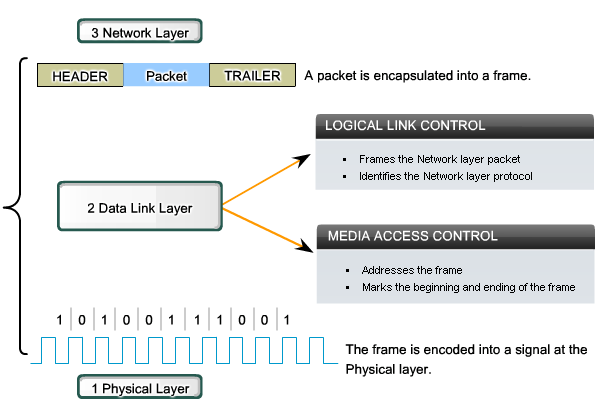 3 Network Layer
HEADER Packet TRAILER
A packet is encapsulated into a frame.
LOGICAL LINK CONTROL
▪ Frames the Network layer packet
▪ Identifies the Network layer protocol
2 Data Link Layer
MEDIA ACCESS CONTROL
▪ Addresses the frame
▪ Marks the beginning and ending of the frame
1 0 1 0 0 1 1 1 0 0 1
The frame is encoded into a signal at the
Physical layer.
1 Physical Layer